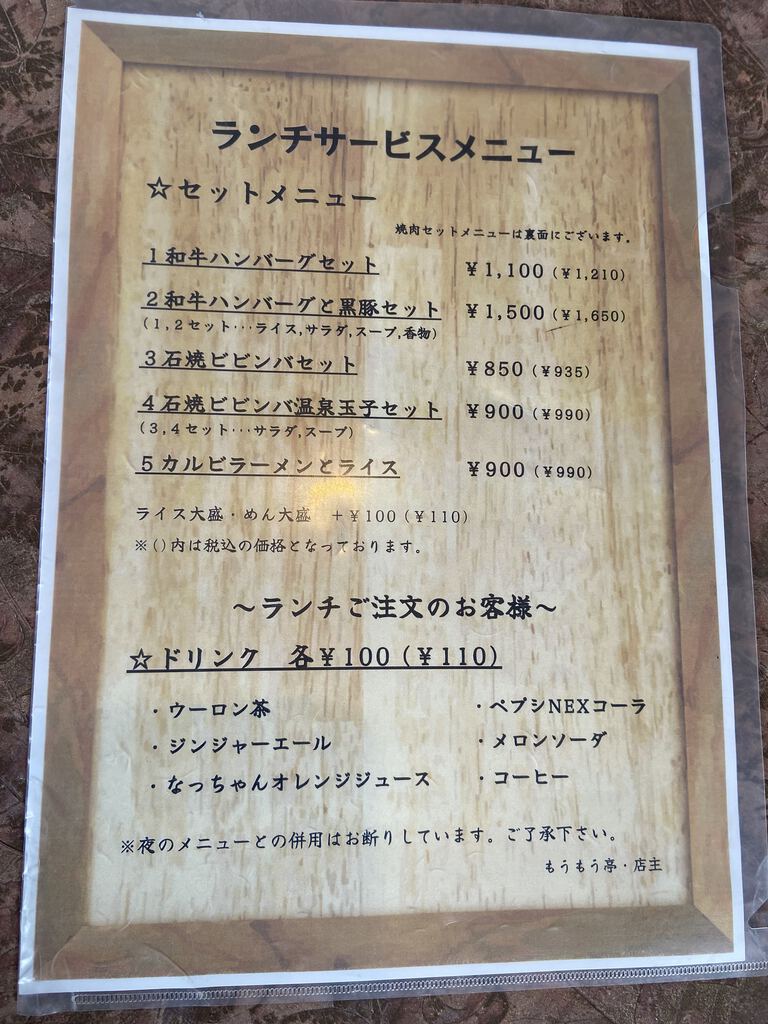 ランチサービスメニュー
☆セットメニュー
焼肉セットメニューは裏面にございます。
1和牛ハンバーグセット ¥1,100(¥1,210)
2和牛ハンバーグと黒豚セット ¥1,500(¥1,650)
(1,2セット···ライス,サラダ,スープ,香物)
3石焼ビビンバセット ¥850(¥935)
4石焼ビビンバ温泉玉子セット ¥900(¥990)
(3,4セット···サラダ,スープ)
5カルビラーメンとライス ¥900(¥990)
ライス大盛・めん大盛 +¥100(¥110)
※()内は税込の価格となっております。
～ランチご注文のお客様～
☆ドリンク 各¥100(¥110)
・ウーロン茶 ・ペプシNEXコーラ
・ジンジャーエール ・メロンソーダ
・なっちゃんオレンジジュース ・コーヒー
※夜のメニューとの併用はお断りしています。ご了承下さい。
もうもう亭・店主